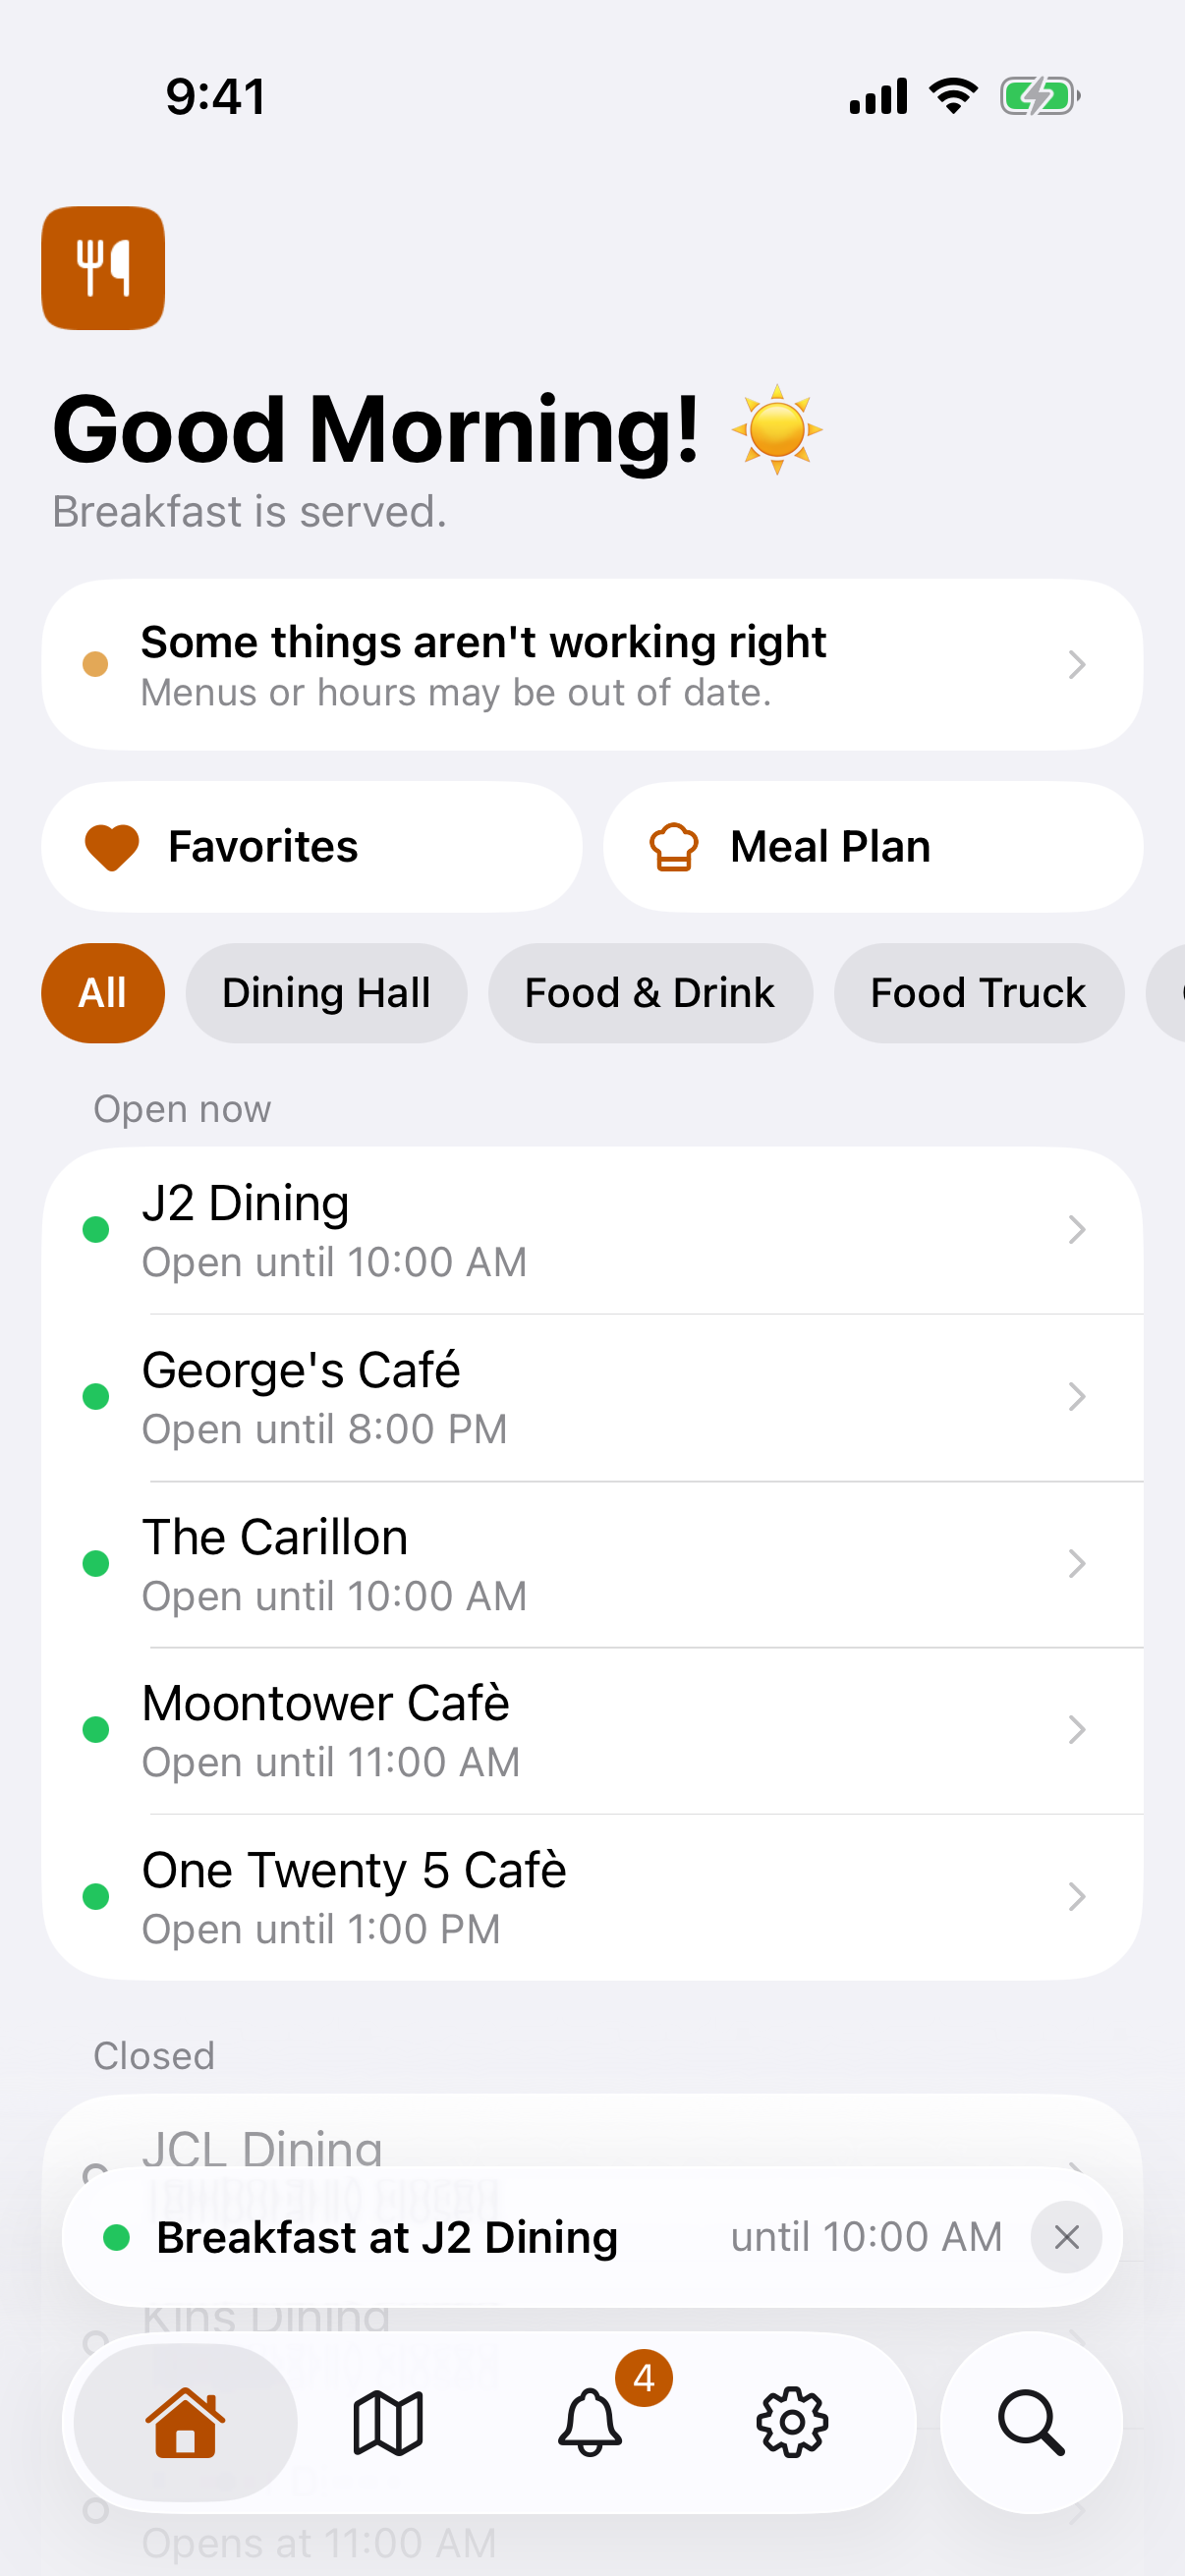 9:41
Good Morning! ☀️
Breakfast is served.
Some things aren't working right
Menus or hours may be out of date.
Favorites
Meal Plan
All
Dining Hall
Food & Drink
Food Truck
Open now
J2 Dining
Open until 10:00 AM
George's Café
Open until 8:00 PM
The Carillon
Open until 10:00 AM
Moontower Cafè
Open until 11:00 AM
One Twenty 5 Cafè
Open until 1:00 PM
Closed
JCL Dining
Breakfast at J2 Dining until 10:00 AM
Kins Dining
4
Opens at 11:00 AM